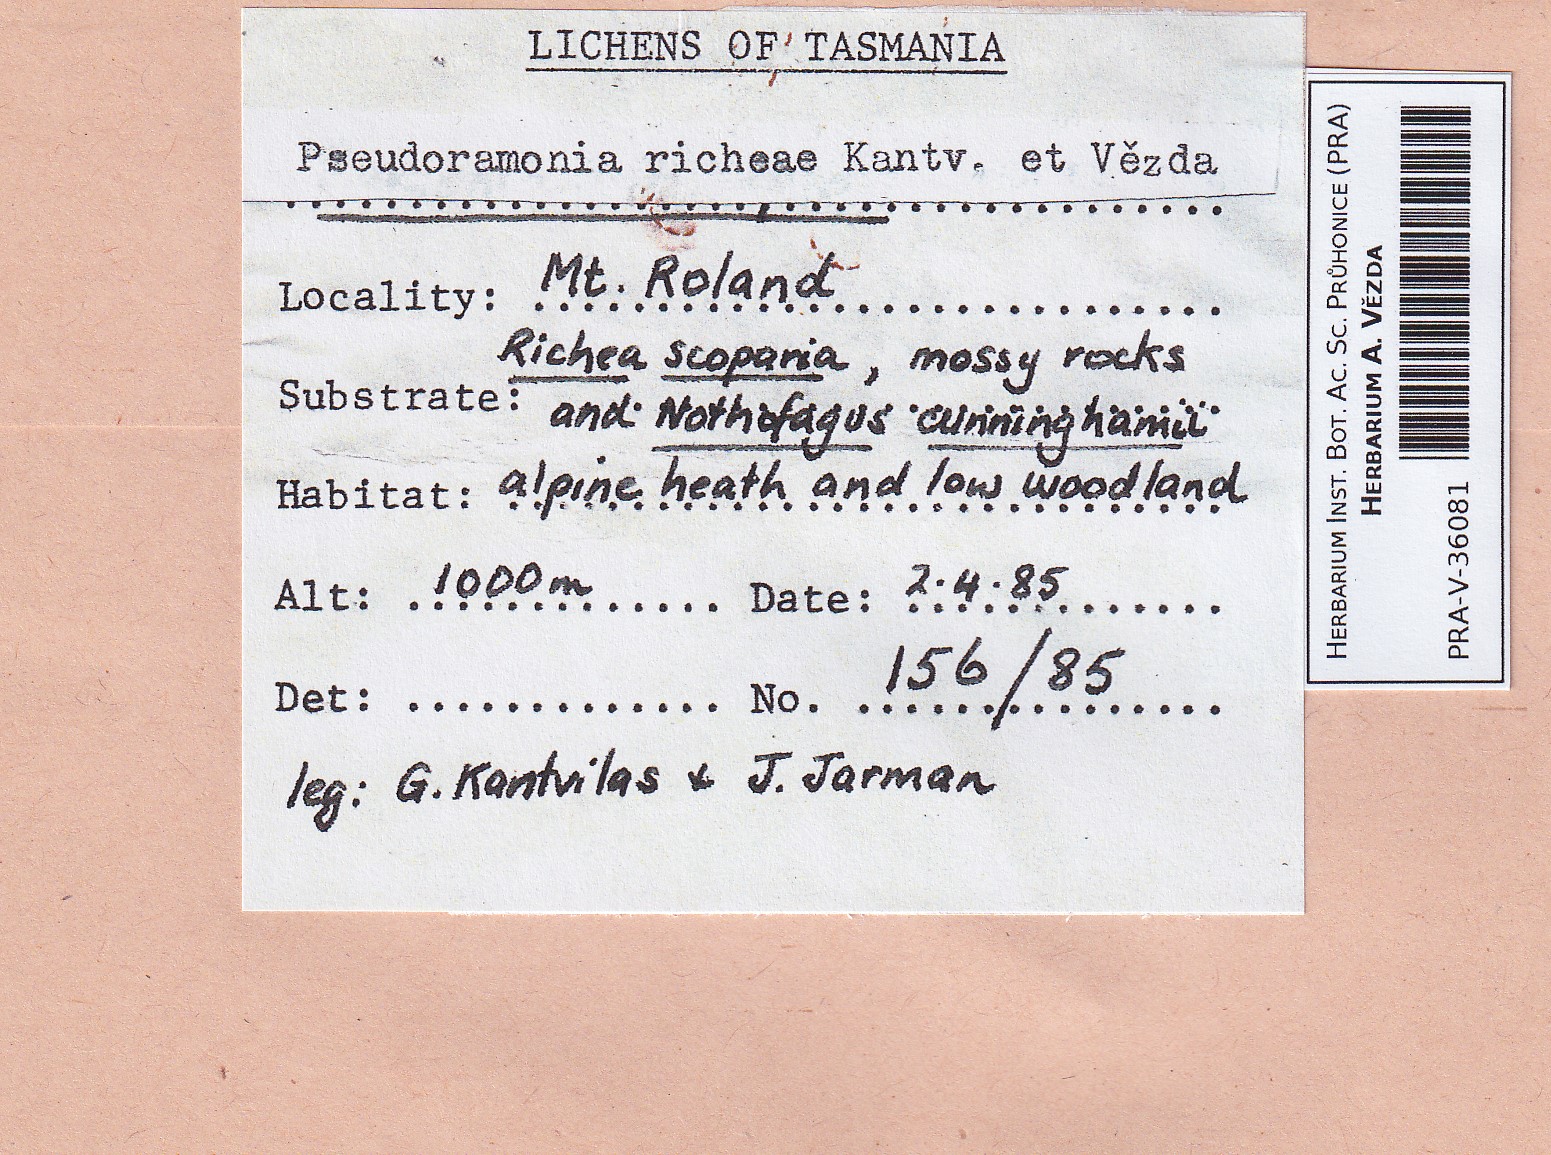 LICHENS OF TASMANIA
Pseudoramonia richeae Kantv. et Vězda
Locality: Mt. Roland
Richea scoparia, mossy rocks
Substrate: and Nothofagus cunninghamii
Habitat: alpine heath and low woodland
Alt: 1000m Date: 2.4.85
Det: No. 156/85
leg: G. Kantvilas & J. Jarman
HERBARIUM INST. BOT. AC. SC. PRŮHONICE (PRA)
HERBARIUM A. VĚZDA
PRA-V-36081